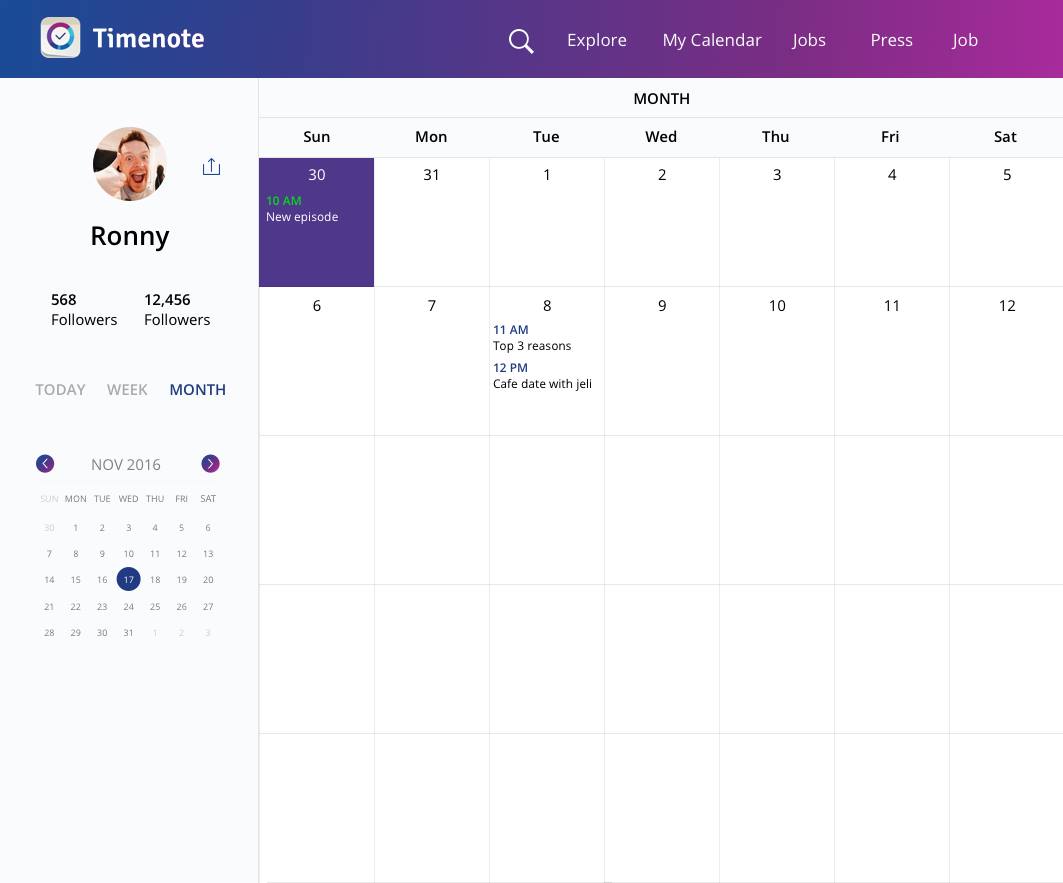 Timenote
Explore My Calendar Jobs Press Job
Ronny
568 12,456
Followers Followers
TODAY WEEK MONTH
NOV 2016
SUN MON TUE WED THU FRI SAT
30 1 2 3 4 5 6
7 8 9 10 11 12 13
14 15 16 17 18 19 20
21 22 23 24 25 26 27
28 29 30 31 1 2 3
MONTH
Sun Mon Tue Wed Thu Fri Sat
30 31 1 2 3 4 5
10 AM
New episode
6 7 8 9 10 11 12
11 AM
Top 3 reasons
12 PM
Cafe date with jeli